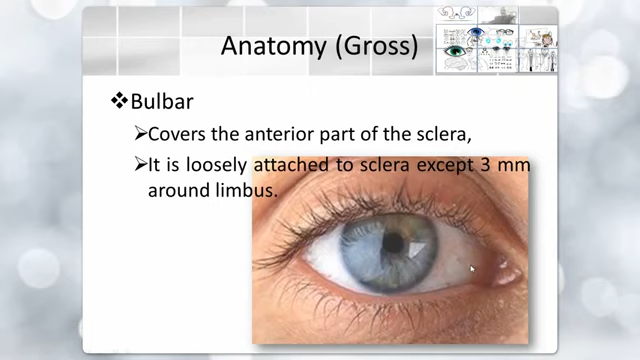 Anatomy (Gross)
❖Bulbar
➢Covers the anterior part of the sclera,
➢It is loosely attached to sclera except 3 mm
around limbus.